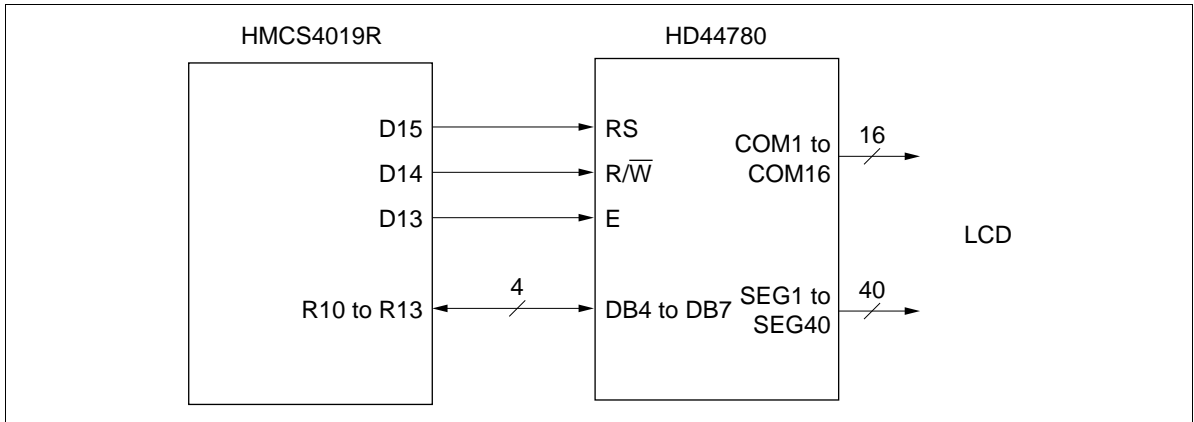 HMCS4019R
HD44780
D15
RS
D14
R/W̅
D13
E
R10 to R13
4
DB4 to DB7
COM1 to
COM16
16
SEG1 to
SEG40
40
LCD